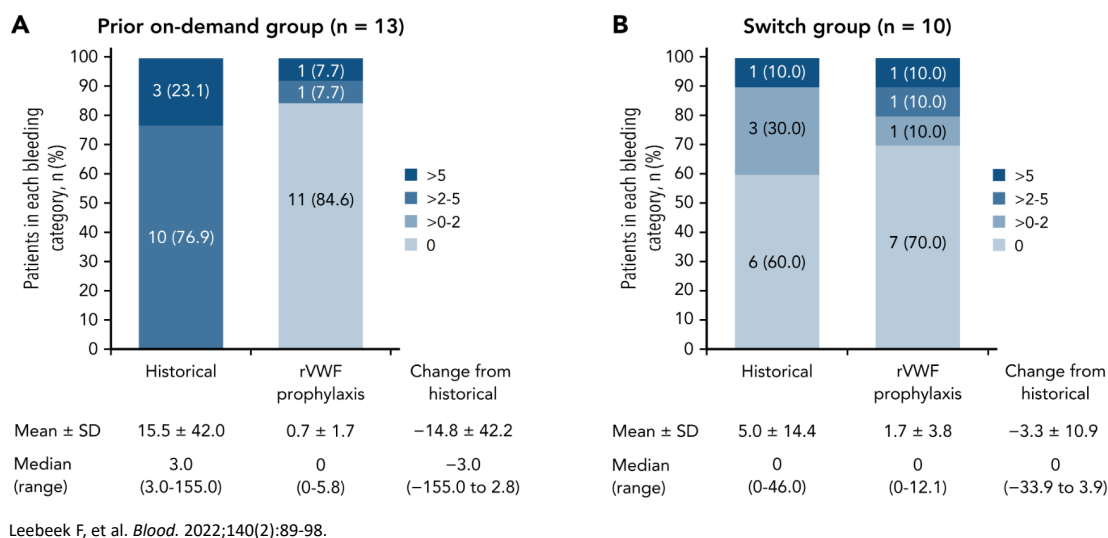 A Prior on-demand group (n = 13)
Patients in each bleeding
category, n (%)
100
90
80
70
60
50
40
30
20
10
0
3 (23.1)
10 (76.9)
1 (7.7)
1 (7.7)
11 (84.6)
>5
>2-5
>0-2
0
Historical
rVWF
prophylaxis
Change from
historical
Mean ± SD 15.5 ± 42.0 0.7 ± 1.7 −14.8 ± 42.2
Median 3.0 0 −3.0
(range) (3.0-155.0) (0-5.8) (−155.0 to 2.8)
B Switch group (n = 10)
Patients in each bleeding
category, n (%)
100
90
80
70
60
50
40
30
20
10
0
1 (10.0)
3 (30.0)
6 (60.0)
1 (10.0)
1 (10.0)
1 (10.0)
7 (70.0)
>5
>2-5
>0-2
0
Historical
rVWF
prophylaxis
Change from
historical
Mean ± SD 5.0 ± 14.4 1.7 ± 3.8 −3.3 ± 10.9
Median 0 0 0
(range) (0-46.0) (0-12.1) (−33.9 to 3.9)
Leebeek F, et al. Blood. 2022;140(2):89-98.